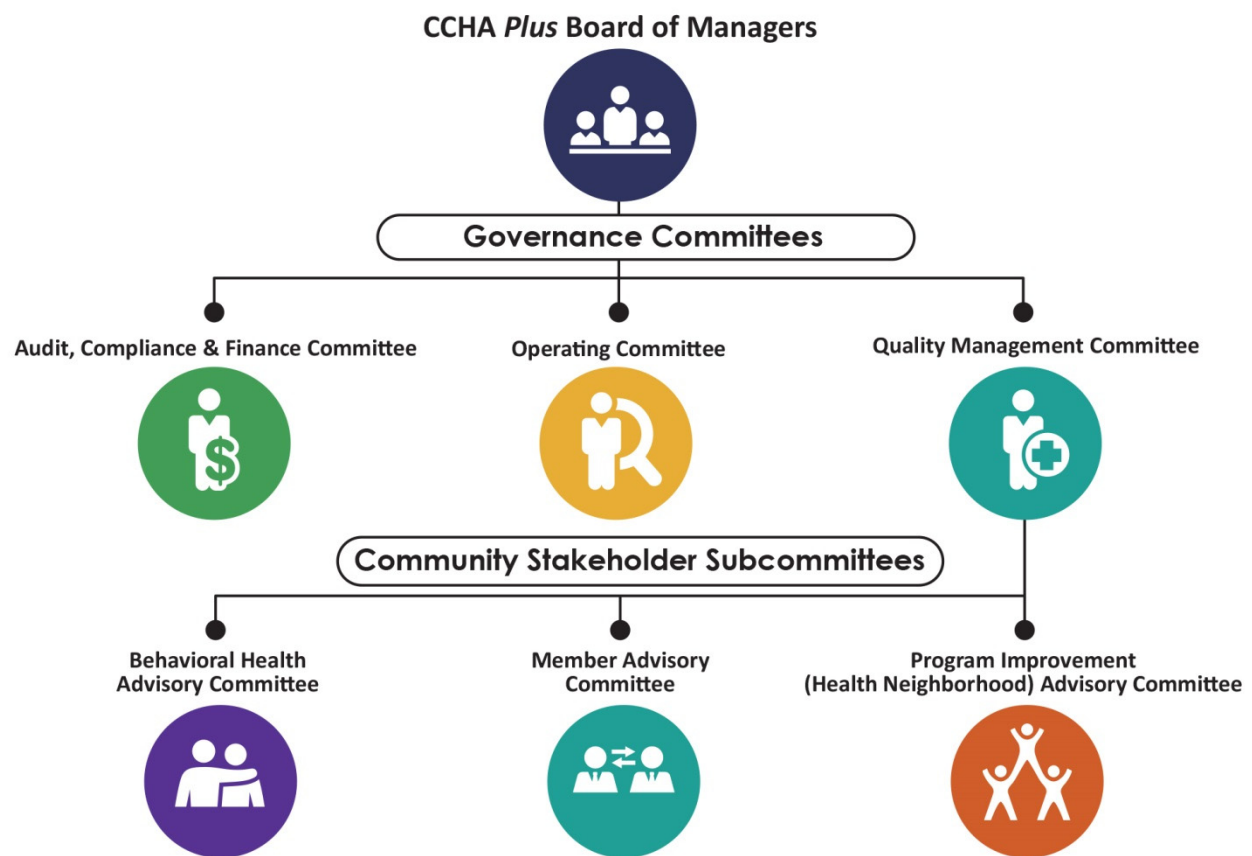 CCHA Plus Board of Managers
Governance Committees
Audit, Compliance & Finance Committee
Operating Committee
Quality Management Committee
$
Community Stakeholder Subcommittees
Behavioral Health
Advisory Committee
Member Advisory
Committee
Program Improvement
(Health Neighborhood) Advisory Committee